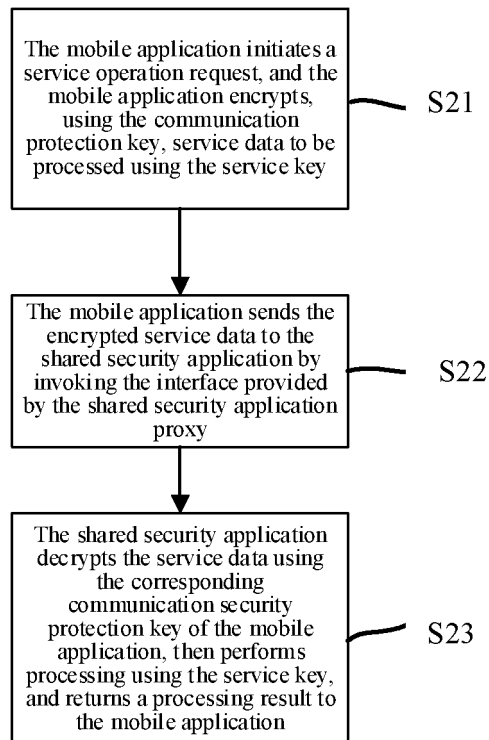 The mobile application initiates a
service operation request, and the
mobile application encrypts,
using the communication
protection key, service data to be
processed using the service key
S21
The mobile application sends the
encrypted service data to the
shared security application by
invoking the interface provided
by the shared security application
proxy
S22
The shared security application
decrypts the service data using
the corresponding
communication security
protection key of the mobile
application, then performs
processing using the service key,
and returns a processing result to
the mobile application
S23